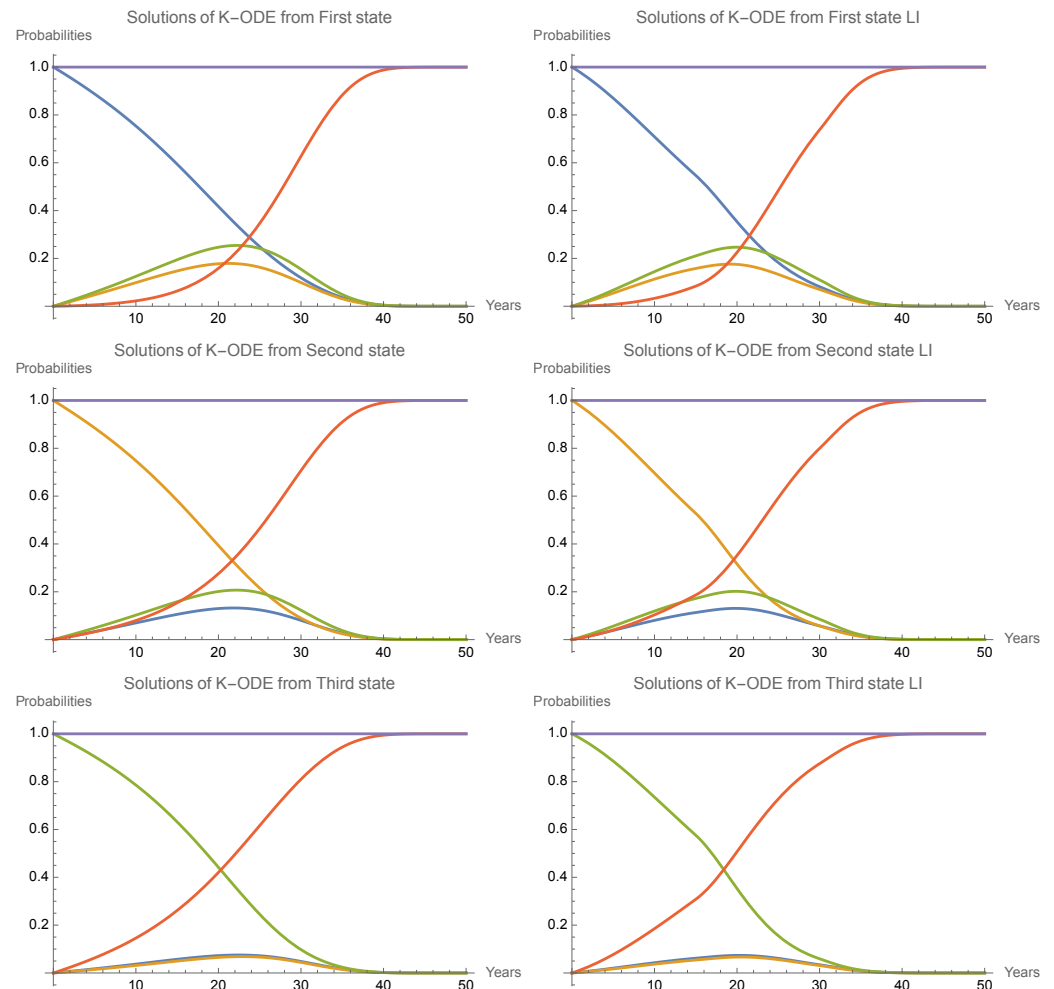 Solutions of K−ODE from First state
Probabilities
1.0
0.8
0.6
0.4
0.2
10 20 30 40 50 Years
Solutions of K−ODE from First state LI
Probabilities
1.0
0.8
0.6
0.4
0.2
10 20 30 40 50 Years
Solutions of K−ODE from Second state
Probabilities
1.0
0.8
0.6
0.4
0.2
10 20 30 40 50 Years
Solutions of K−ODE from Second state LI
Probabilities
1.0
0.8
0.6
0.4
0.2
10 20 30 40 50 Years
Solutions of K−ODE from Third state
Probabilities
1.0
0.8
0.6
0.4
0.2
10 20 30 40 50 Years
Solutions of K−ODE from Third state LI
Probabilities
1.0
0.8
0.6
0.4
0.2
10 20 30 40 50 Years